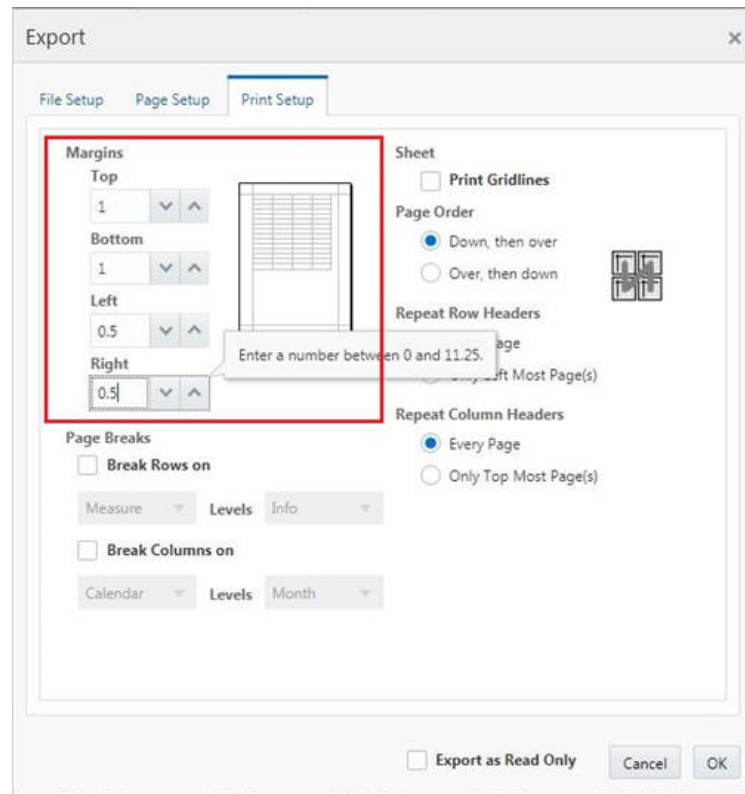 Export
File Setup Page Setup Print Setup
Margins
Top
1
Bottom
1
Left
0.5
Right
0.5
Enter a number between 0 and 11.25.
Page Breaks
Break Rows on
Measure Levels Info
Break Columns on
Calendar Levels Month
Sheet
Print Gridlines
Page Order
Down, then over
Over, then down
Repeat Row Headers
Left Most Page(s)
Repeat Column Headers
Every Page
Only Top Most Page(s)
Export as Read Only Cancel OK